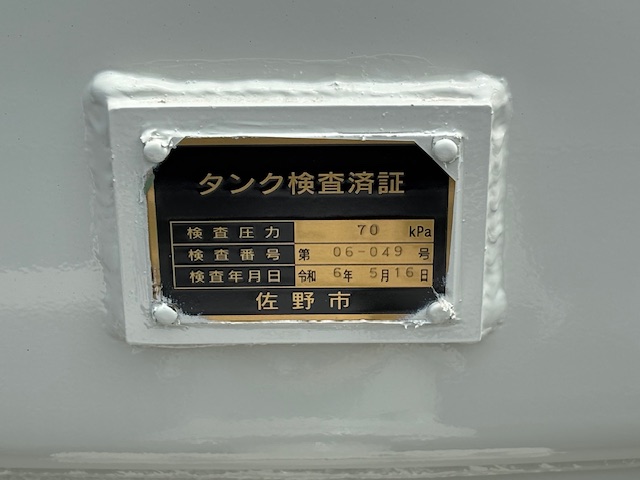 タンク検査済証
検査圧力 70 kPa
検査番号 第 06-049 号
検査年月日 令和 6年 5月16日
佐野市